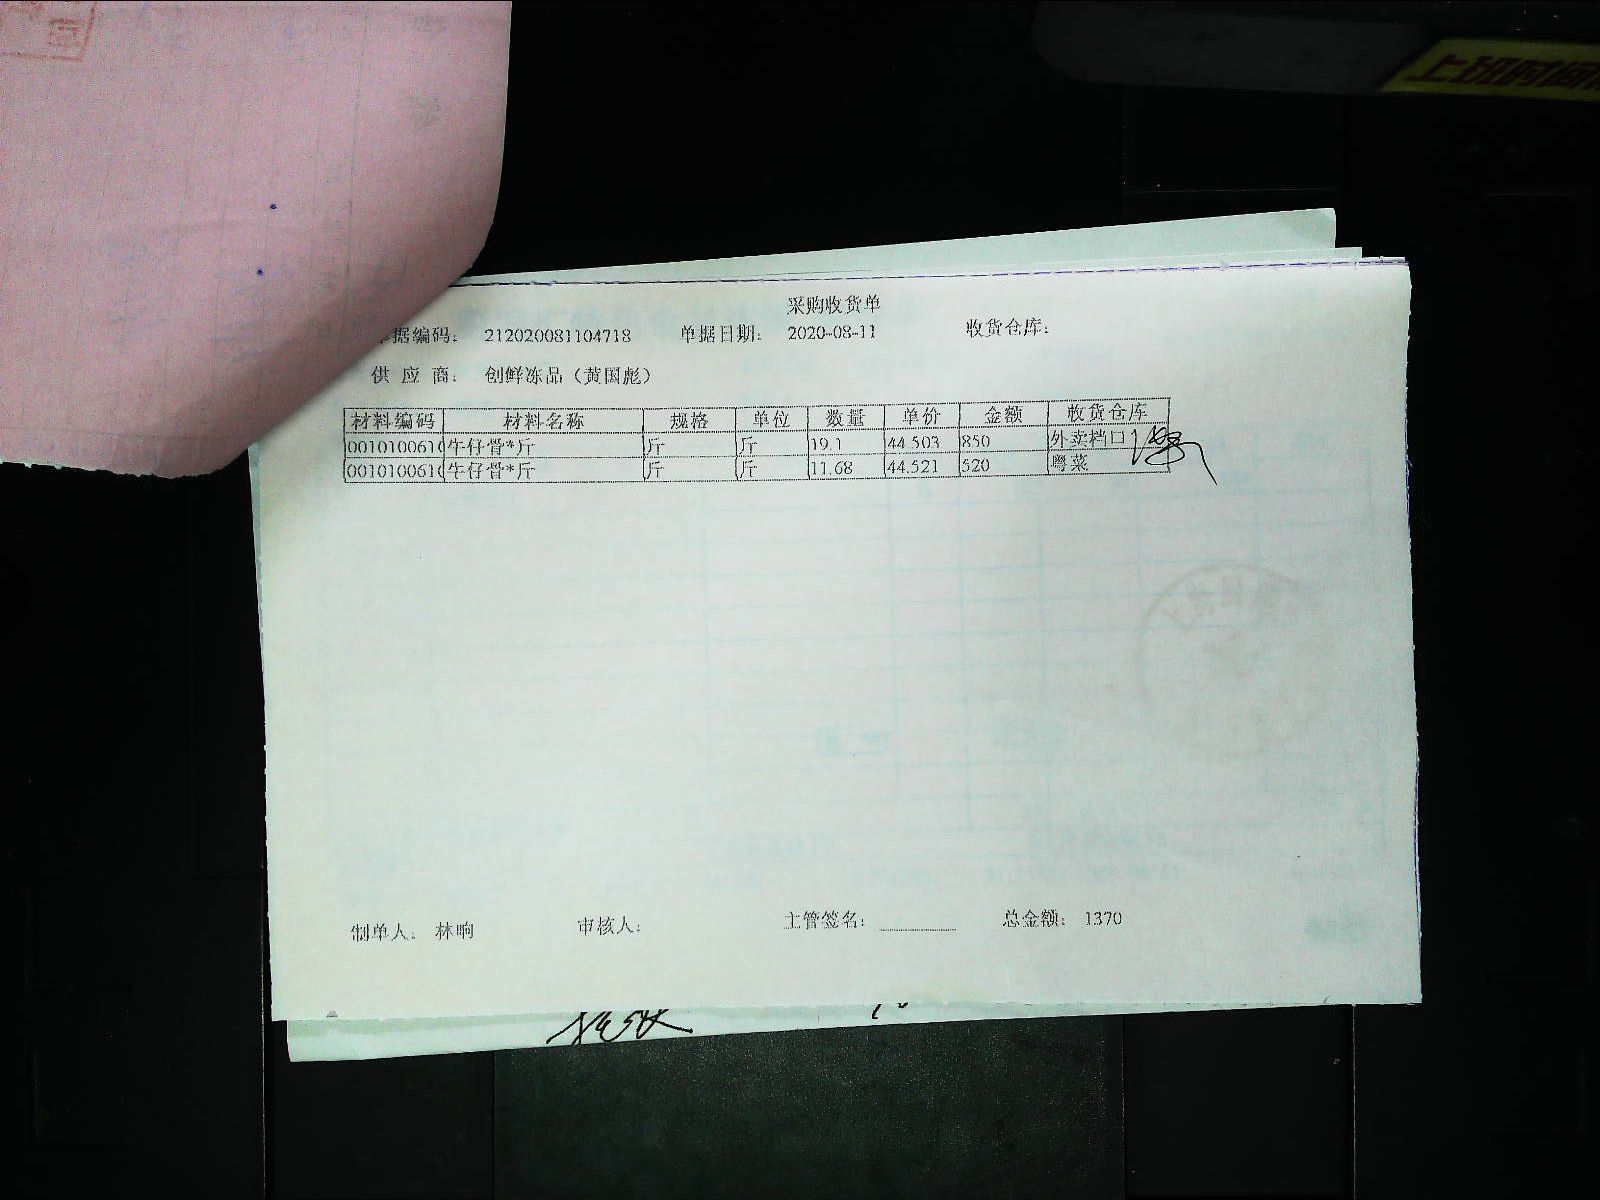 上班时间
采购收货单
单据编码: 212020081104718 单据日期: 2020-08-11 收货仓库:
供 应 商: 创鲜冻品（黄国彪）
材料编码 材料名称 规格 单位 数量 单价 金额 收货仓库
001010061 牛仔骨*斤 斤 斤 19.1 44.503 850 外卖档口
001010061 牛仔骨*斤 斤 斤 11.68 44.521 520 粤菜
制单人: 林晌 审核人: 主管签名: 总金额: 1370